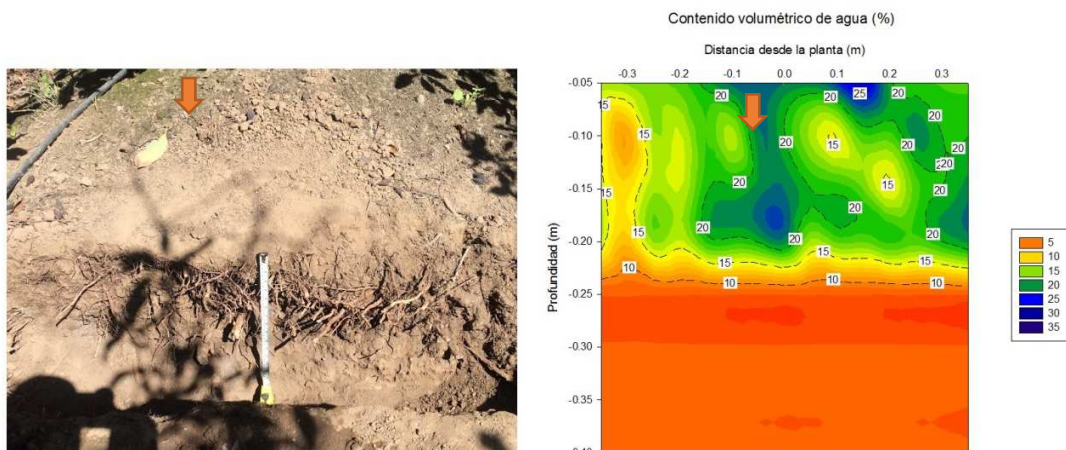 Contenido volumétrico de agua (%)
Distancia desde la planta (m)
-0.3 -0.2 -0.1 0.0 0.1 0.2 0.3
-0.05
-0.10
-0.15
-0.20
-0.25
-0.30
-0.35
-0.40
Profundidad (m)
20 20 25 20
15 20
15 20 15 20
20
15 20
20 20
15 20 20 20 20
15 15 15
10 10 10 10
5
10
15
20
25
30
35